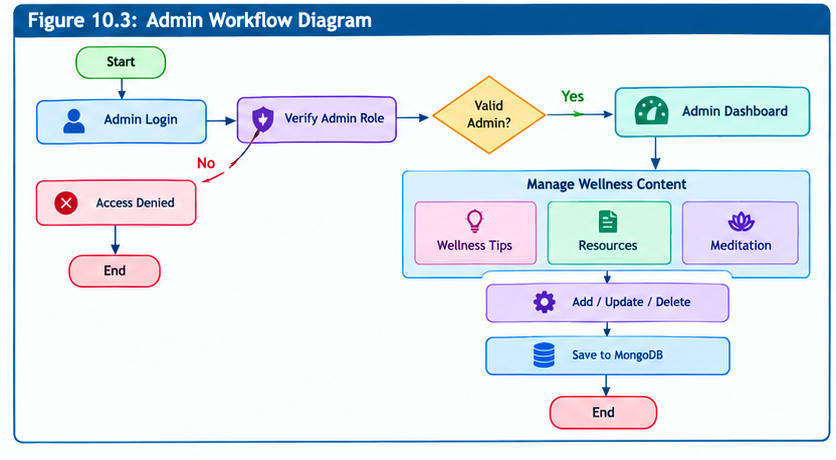 Figure 10.3: Admin Workflow Diagram
Start
Admin Login
Verify Admin Role
Valid
Admin?
Yes
Admin Dashboard
No
Access Denied
End
Manage Wellness Content
Wellness Tips
Resources
Meditation
Add / Update / Delete
Save to MongoDB
End